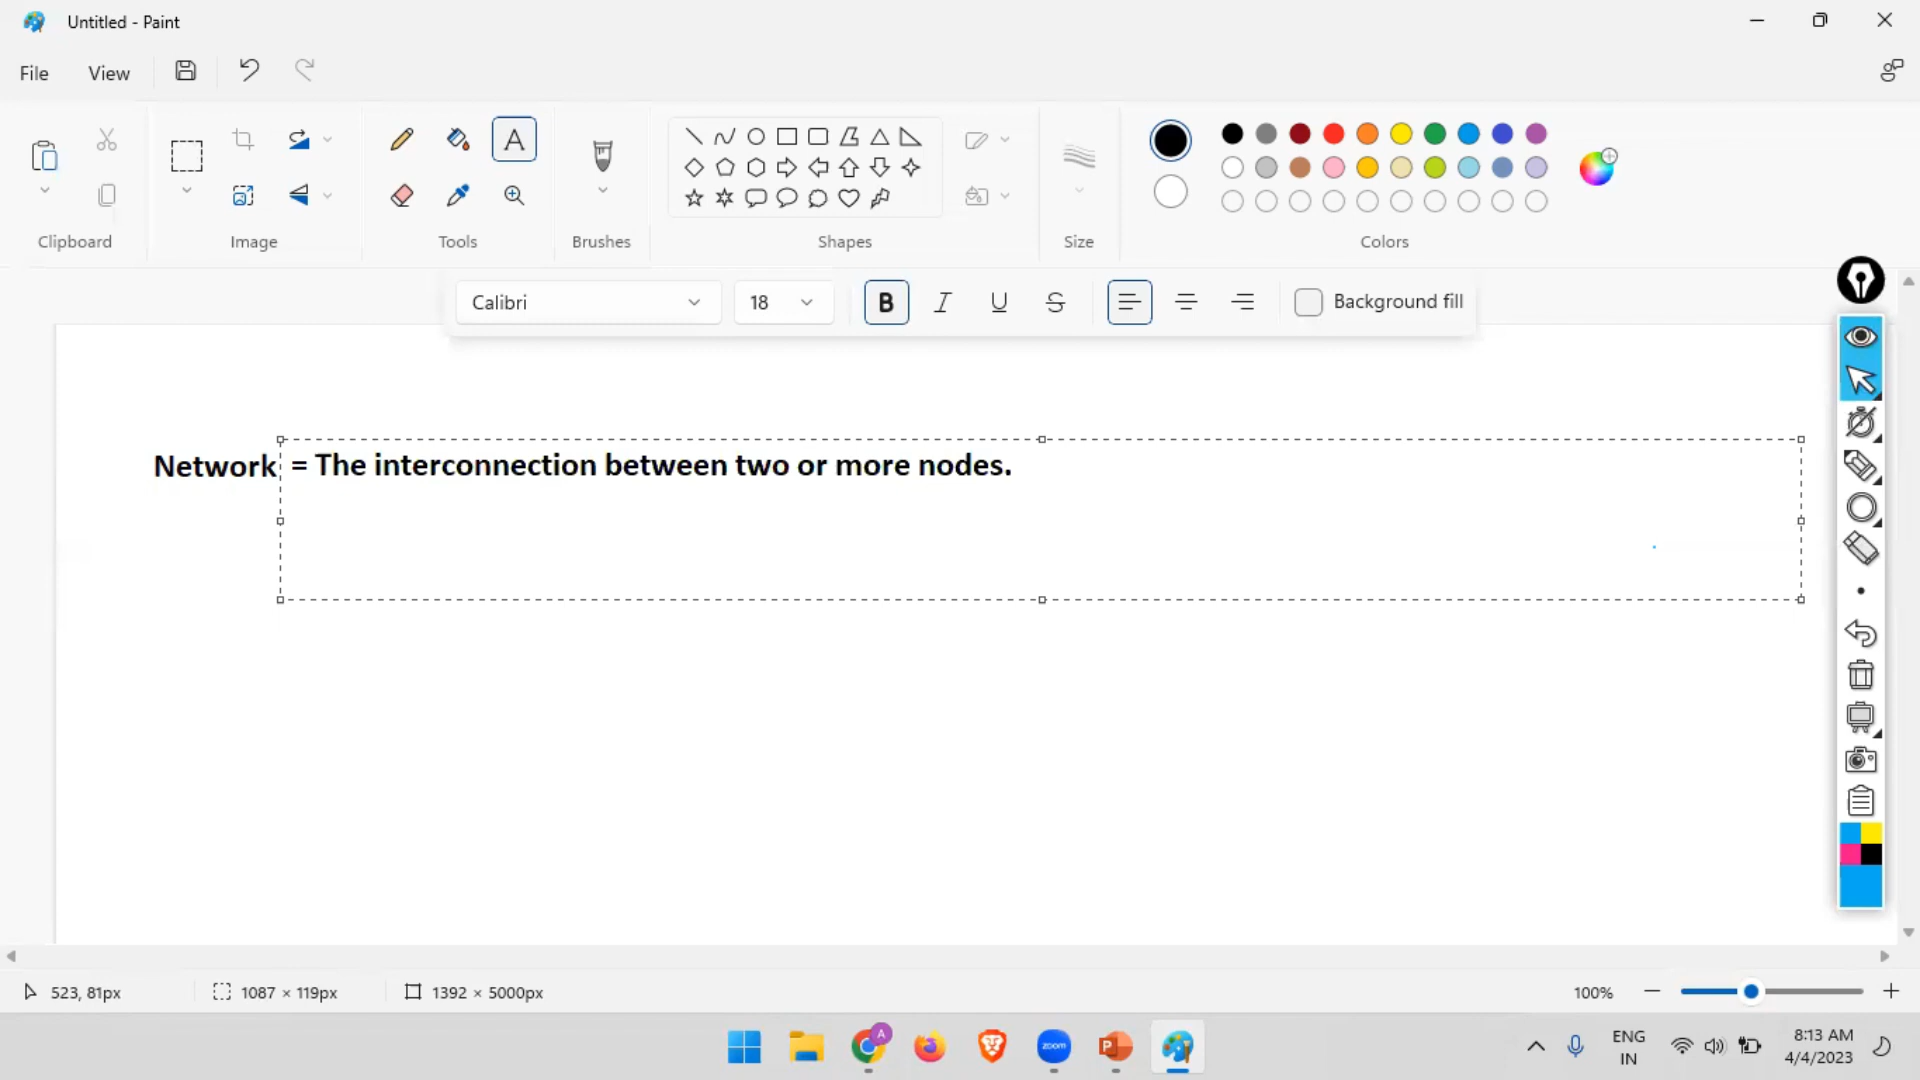 Untitled - Paint
File View
Clipboard Image Tools Brushes Shapes Size Colors
Calibri 18 B I U S Background fill
Network = The interconnection between two or more nodes.
523, 81px 1087 × 119px 1392 × 5000px 100%
A zoom P ENG 8:13 AM
IN 4/4/2023